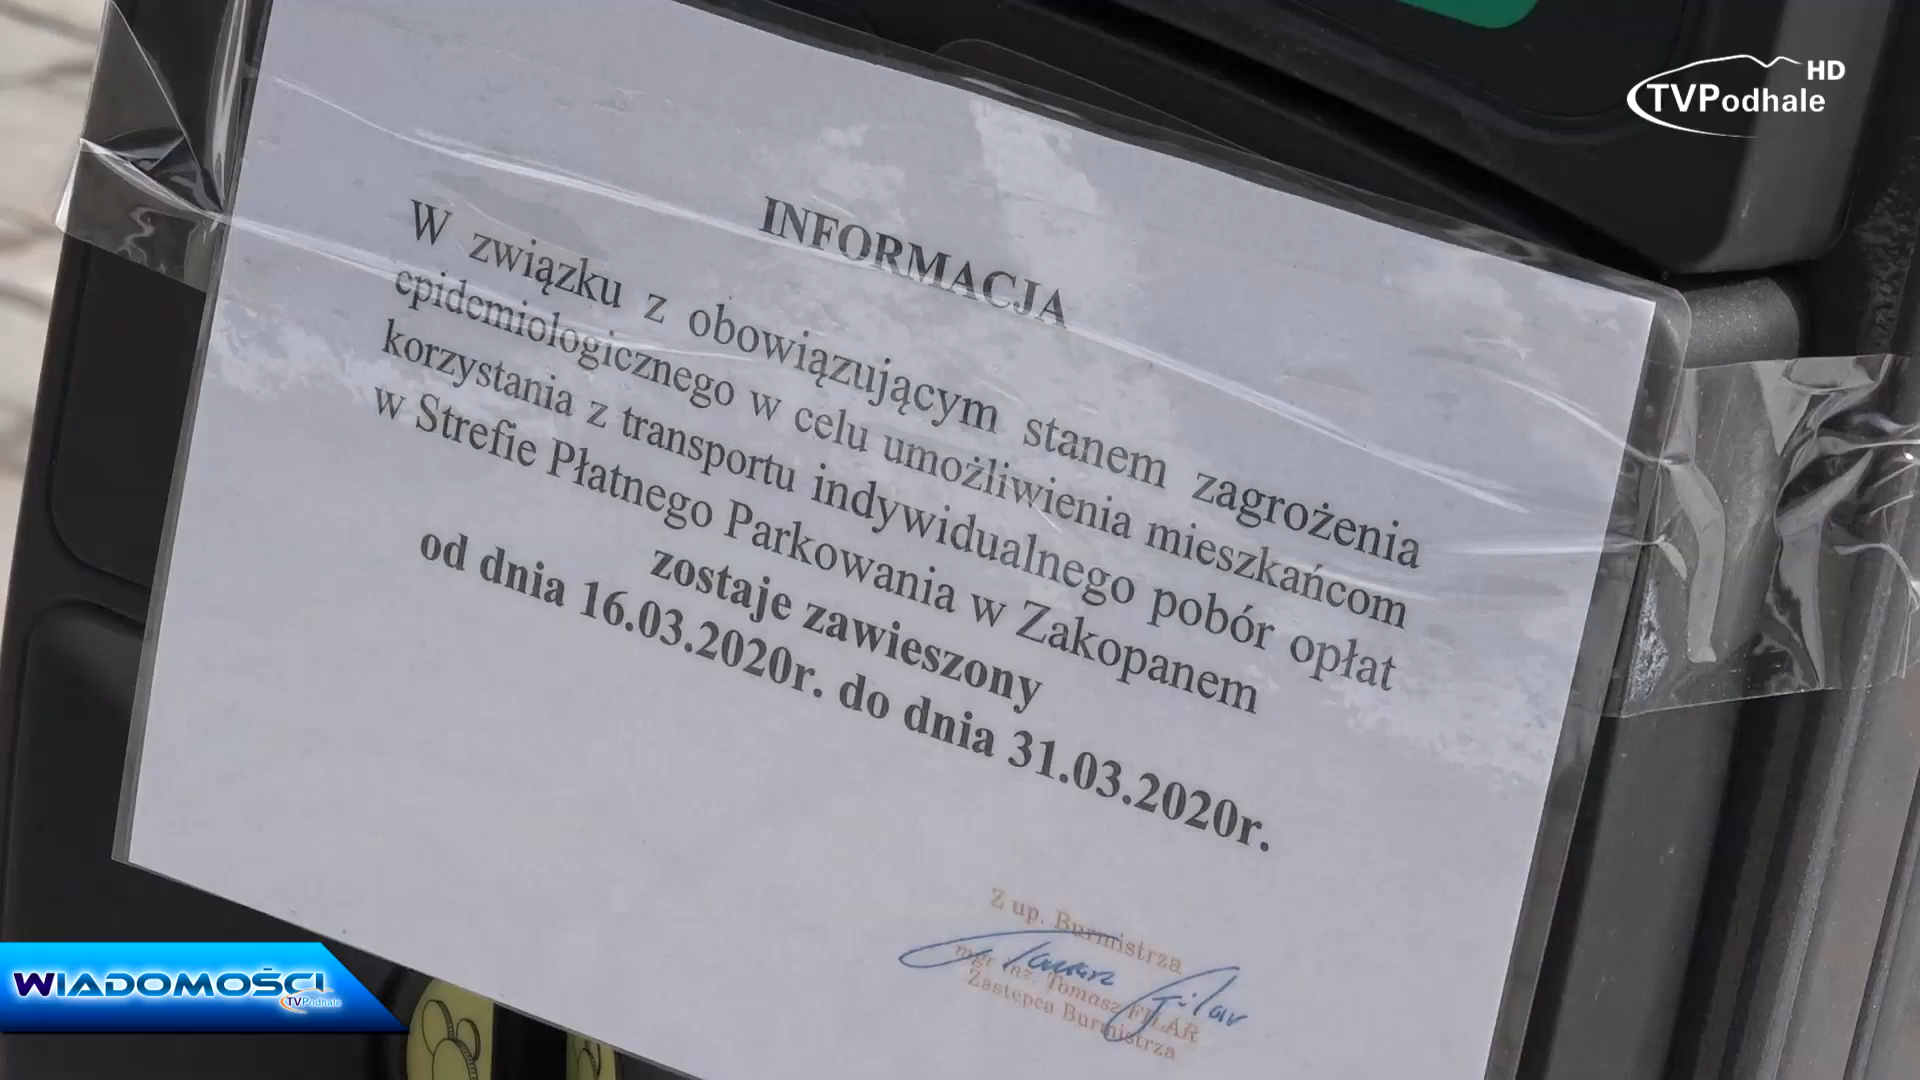 HD
TVPodhale
INFORMACJA
W związku z obowiązującym stanem zagrożenia
epidemiologicznego w celu umożliwienia mieszkańcom
korzystania z transportu indywidualnego pobór opłat
w Strefie Płatnego Parkowania w Zakopanem
zostaje zawieszony
od dnia 16.03.2020r. do dnia 31.03.2020r.
Z up. Burmistrza
mgr inż. Tomasz FILAR
Zastępca Burmistrza
Tomasz Filar
WIADOMOŚCI
TVPodhale